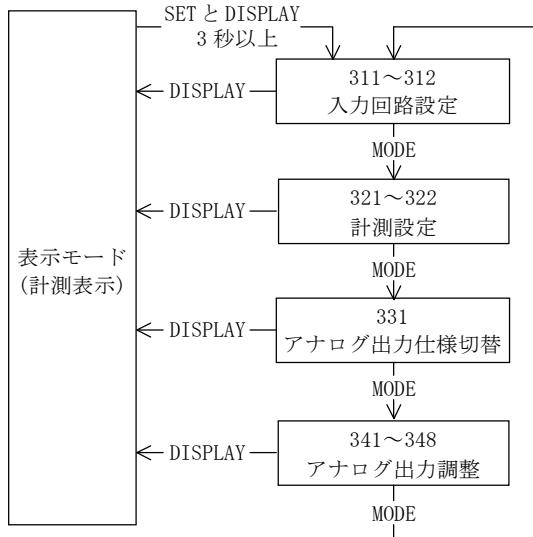 SET と DISPLAY
3 秒以上
311～312
入力回路設定
DISPLAY
MODE
321～322
計測設定
DISPLAY
表示モード
(計測表示)
MODE
331
アナログ出力仕様切替
DISPLAY
MODE
341～348
アナログ出力調整
DISPLAY
MODE